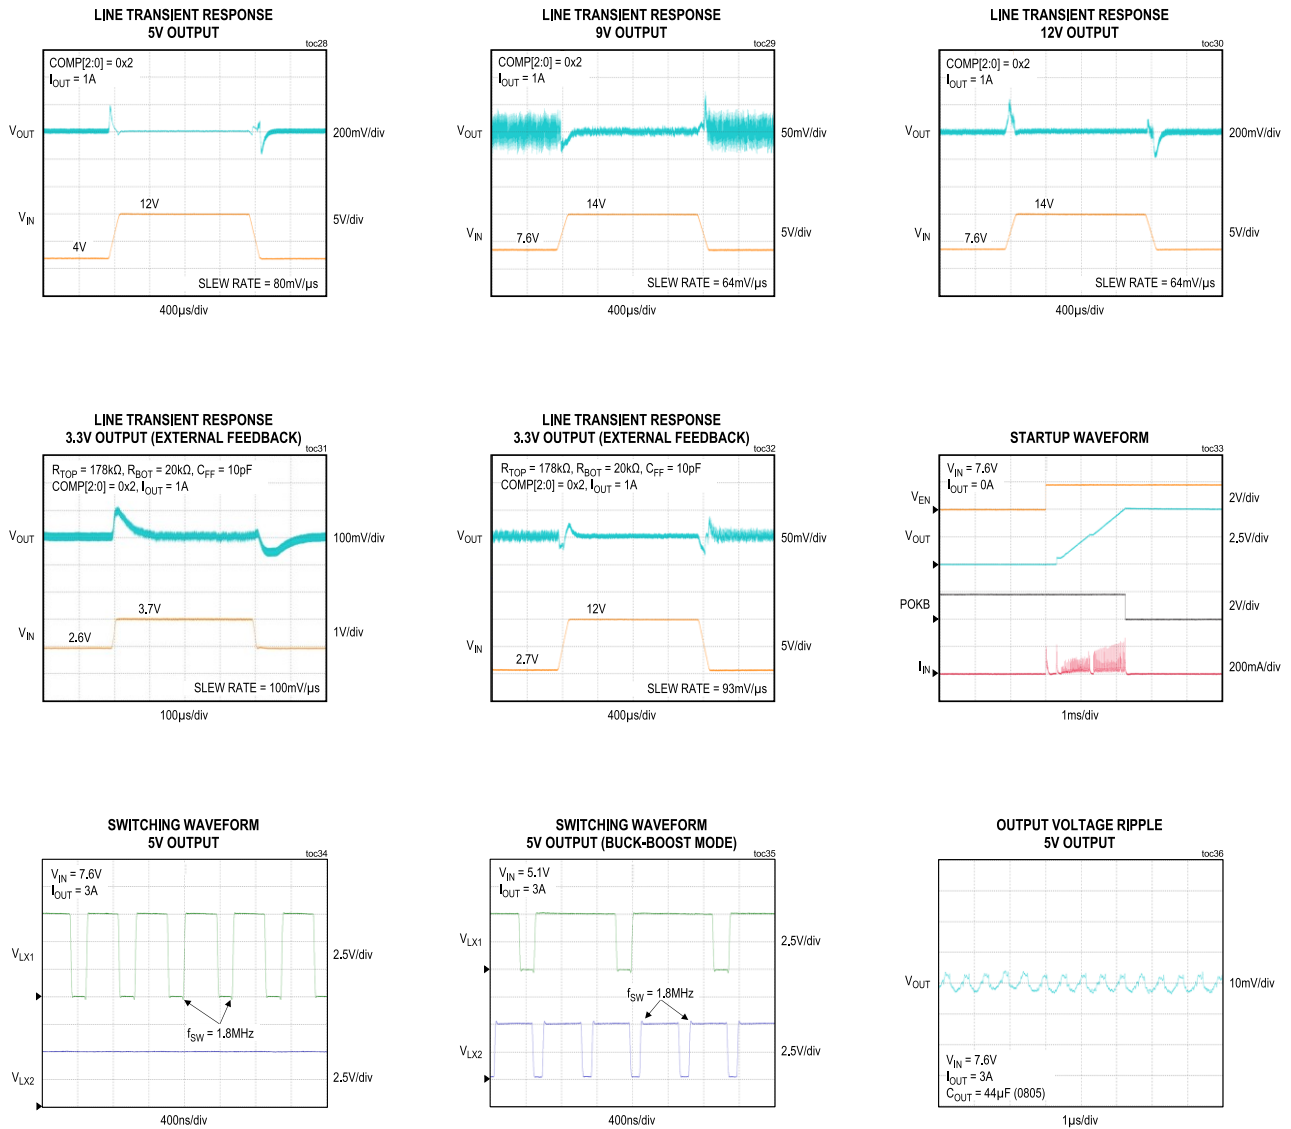 LINE TRANSIENT RESPONSE
5V OUTPUT
toc28
COMP[2:0] = 0x2
IOUT = 1A
VOUT
200mV/div
12V
VIN
5V/div
4V
SLEW RATE = 80mV/µs
400µs/div
LINE TRANSIENT RESPONSE
9V OUTPUT
toc29
COMP[2:0] = 0x2
IOUT = 1A
VOUT
50mV/div
14V
VIN
7.6V
5V/div
SLEW RATE = 64mV/µs
400µs/div
LINE TRANSIENT RESPONSE
12V OUTPUT
toc30
COMP[2:0] = 0x2
IOUT = 1A
VOUT
200mV/div
14V
VIN
7.6V
5V/div
SLEW RATE = 64mV/µs
400µs/div
LINE TRANSIENT RESPONSE
3.3V OUTPUT (EXTERNAL FEEDBACK)
toc31
RTOP = 178kΩ, RBOT = 20kΩ, CFF = 10pF
COMP[2:0] = 0x2, IOUT = 1A
VOUT
100mV/div
3.7V
VIN
2.6V
1V/div
SLEW RATE = 100mV/µs
100µs/div
LINE TRANSIENT RESPONSE
3.3V OUTPUT (EXTERNAL FEEDBACK)
toc32
RTOP = 178kΩ, RBOT = 20kΩ, CFF = 10pF
COMP[2:0] = 0x2, IOUT = 1A
VOUT
50mV/div
12V
VIN
5V/div
2.7V
SLEW RATE = 93mV/µs
400µs/div
STARTUP WAVEFORM
toc33
VIN = 7.6V
IOUT = 0A
VEN
2V/div
VOUT
2.5V/div
POKB
2V/div
IIN
200mA/div
1ms/div
SWITCHING WAVEFORM
5V OUTPUT
toc34
VIN = 7.6V
IOUT = 3A
VLX1
2.5V/div
fSW = 1.8MHz
VLX2
2.5V/div
400ns/div
SWITCHING WAVEFORM
5V OUTPUT (BUCK-BOOST MODE)
toc35
VIN = 5.1V
IOUT = 3A
VLX1
2.5V/div
fSW = 1.8MHz
VLX2
2.5V/div
400ns/div
OUTPUT VOLTAGE RIPPLE
5V OUTPUT
toc36
VOUT
10mV/div
VIN = 7.6V
IOUT = 3A
COUT = 44µF (0805)
1µs/div